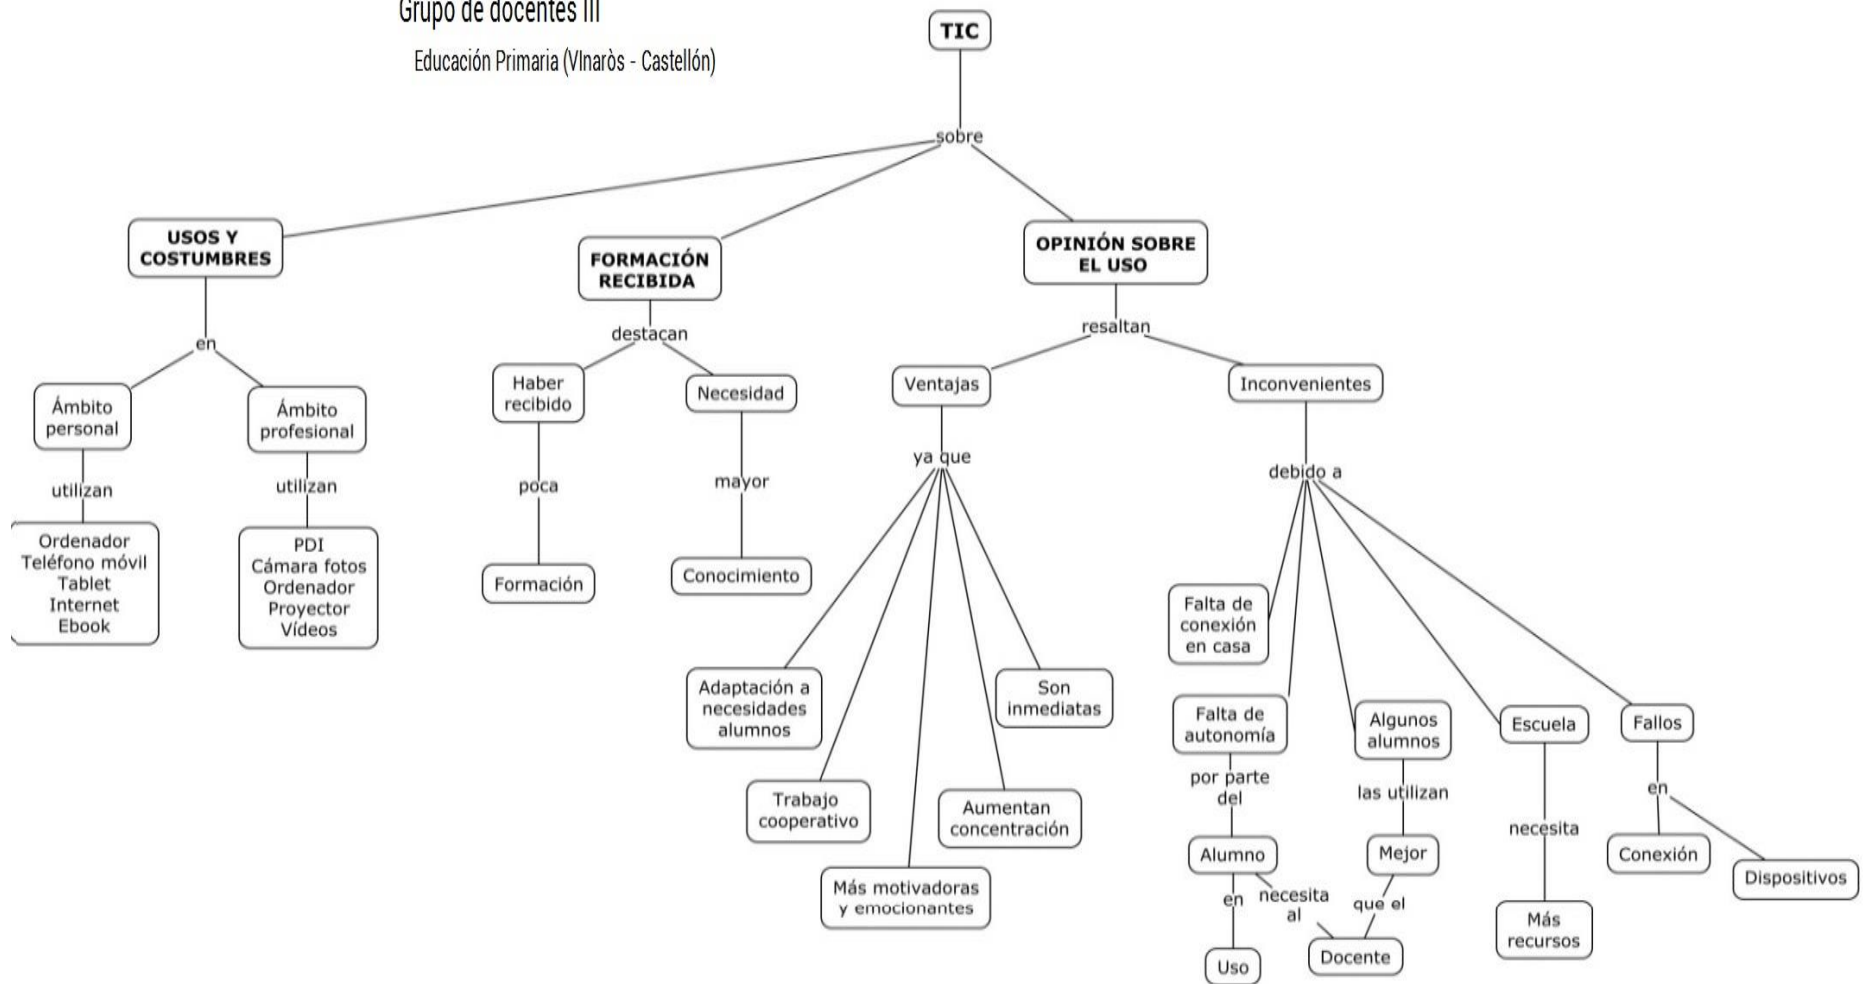 Grupo de docentes III
Educación Primaria (VInaròs - Castellón)
TIC
sobre
USOS Y
COSTUMBRES
en
Ámbito
personal
utilizan
Ordenador
Teléfono móvil
Tablet
Internet
Ebook
Ámbito
profesional
utilizan
PDI
Cámara fotos
Ordenador
Proyector
Vídeos
FORMACIÓN
RECIBIDA
destacan
Haber
recibido
poca
Formación
Necesidad
mayor
Conocimiento
OPINIÓN SOBRE
EL USO
resaltan
Ventajas
ya que
Adaptación a
necesidades
alumnos
Trabajo
cooperativo
Más motivadoras
y emocionantes
Aumentan
concentración
Son
inmediatas
Inconvenientes
debido a
Falta de
conexión
en casa
Falta de
autonomía
por parte
del
Alumno
en
Uso
necesita
al
Docente
Algunos
alumnos
las utilizan
Mejor
que el
Escuela
necesita
Más
recursos
Fallos
en
Conexión
Dispositivos